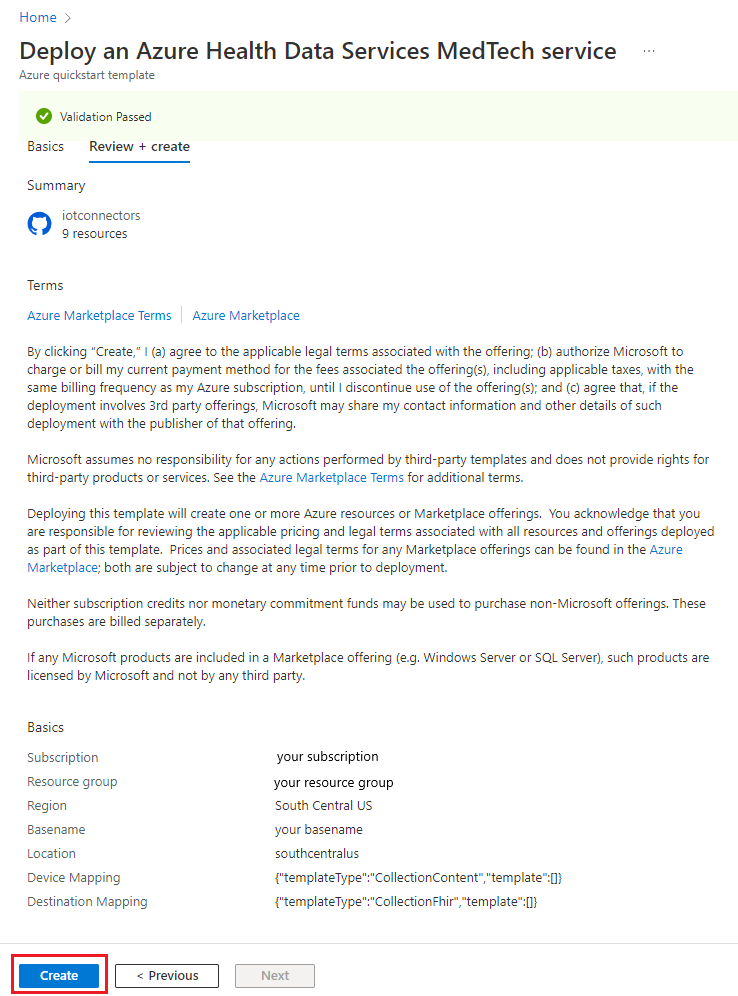 Home >
Deploy an Azure Health Data Services MedTech service ...
Azure quickstart template
Validation Passed
Basics Review + create
Summary
iotconnectors
9 resources
Terms
Azure Marketplace Terms Azure Marketplace
By clicking “Create,” I (a) agree to the applicable legal terms associated with the offering; (b) authorize Microsoft to
charge or bill my current payment method for the fees associated the offering(s), including applicable taxes, with the
same billing frequency as my Azure subscription, until I discontinue use of the offering(s); and (c) agree that, if the
deployment involves 3rd party offerings, Microsoft may share my contact information and other details of such
deployment with the publisher of that offering.
Microsoft assumes no responsibility for any actions performed by third-party templates and does not provide rights for
third-party products or services. See the Azure Marketplace Terms for additional terms.
Deploying this template will create one or more Azure resources or Marketplace offerings. You acknowledge that you
are responsible for reviewing the applicable pricing and legal terms associated with all resources and offerings deployed
as part of this template. Prices and associated legal terms for any Marketplace offerings can be found in the Azure
Marketplace; both are subject to change at any time prior to deployment.
Neither subscription credits nor monetary commitment funds may be used to purchase non-Microsoft offerings. These
purchases are billed separately.
If any Microsoft products are included in a Marketplace offering (e.g. Windows Server or SQL Server), such products are
licensed by Microsoft and not by any third party.
Basics
Subscription your subscription
Resource group your resource group
Region South Central US
Basename your basename
Location southcentralus
Device Mapping {"templateType":"CollectionContent","template":[]}
Destination Mapping {"templateType":"CollectionFhir","template":[]}
Create < Previous Next